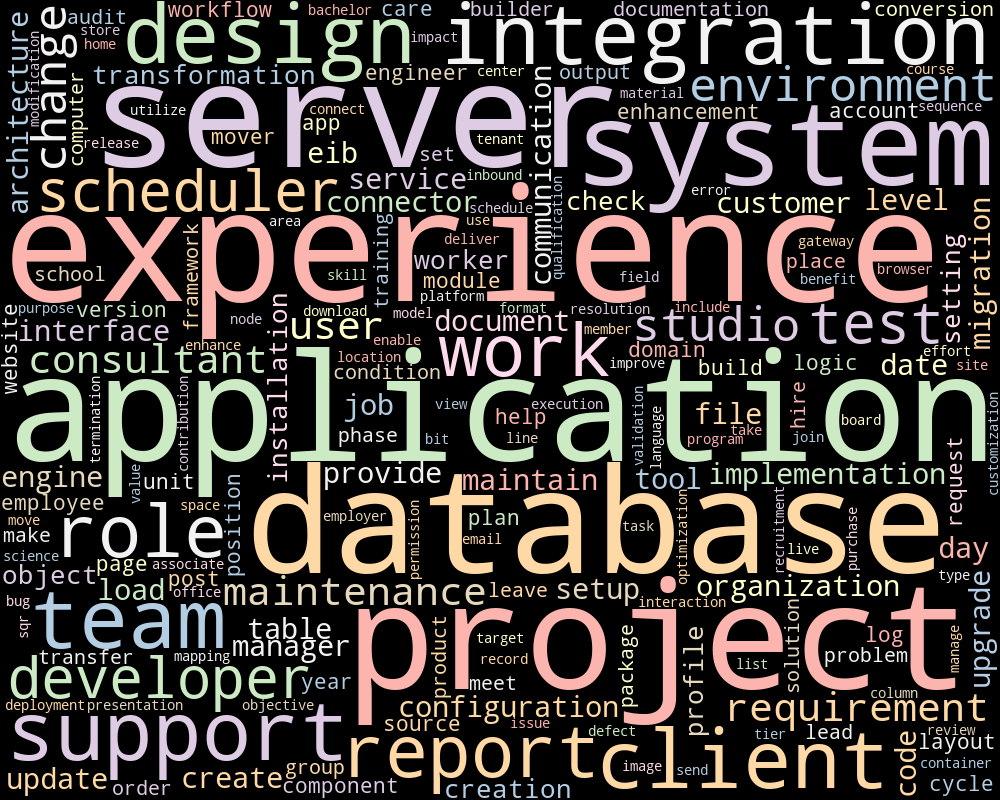 audit
workflow
bachelor
care
builder
documentation
conversion
store
home
design
impact
integration
architecture
modification
change
computer
transformation
engineer
center
output
environment
course
material
utilize
server
connect
enhancement
account
sequence
release
mover
app
tenant
system
communication
eib
set
service
inbound
scheduler
connector
Schedule
qualification
check
error
customer
level
migration
experience
area
framework
training
use
deliver
worker
module
platform
gateway
place
benefit
browser
setting
school
skill
field
website
purpose
version
node
download
model
format
resolution
include
interface
enhance
installation
user
document
member
studio
test
consultant
location
enable
condition
work
improve
domain
build
logic
date
effort
site
application
termination
contribution
job
view
execution
help
phase
bit
line
validation
language
file
take
program
hire
join
board
customization
engine
value
unit
provide
maintain
tool
implementation
request
employee
space
position
database
move
make
role
employer
permission
plan
email
task
optimization
recruitment
live
purchase
day
science
page
associate
object
post
load
office
maintenance
leave
setup
organization
type
bug
sqr
team
interaction
project
upgrade
table
manager
product
target
record
package
profile
list
solution
log
problem
manage
transfer
mapping
developer
year
meet
deployment
presentation
objective
configuration
column
requirement
support
source
issue
defect
tier
lead
code
review
layout
report
client
container
update
create
group
image
send
order
component
creation
cycle